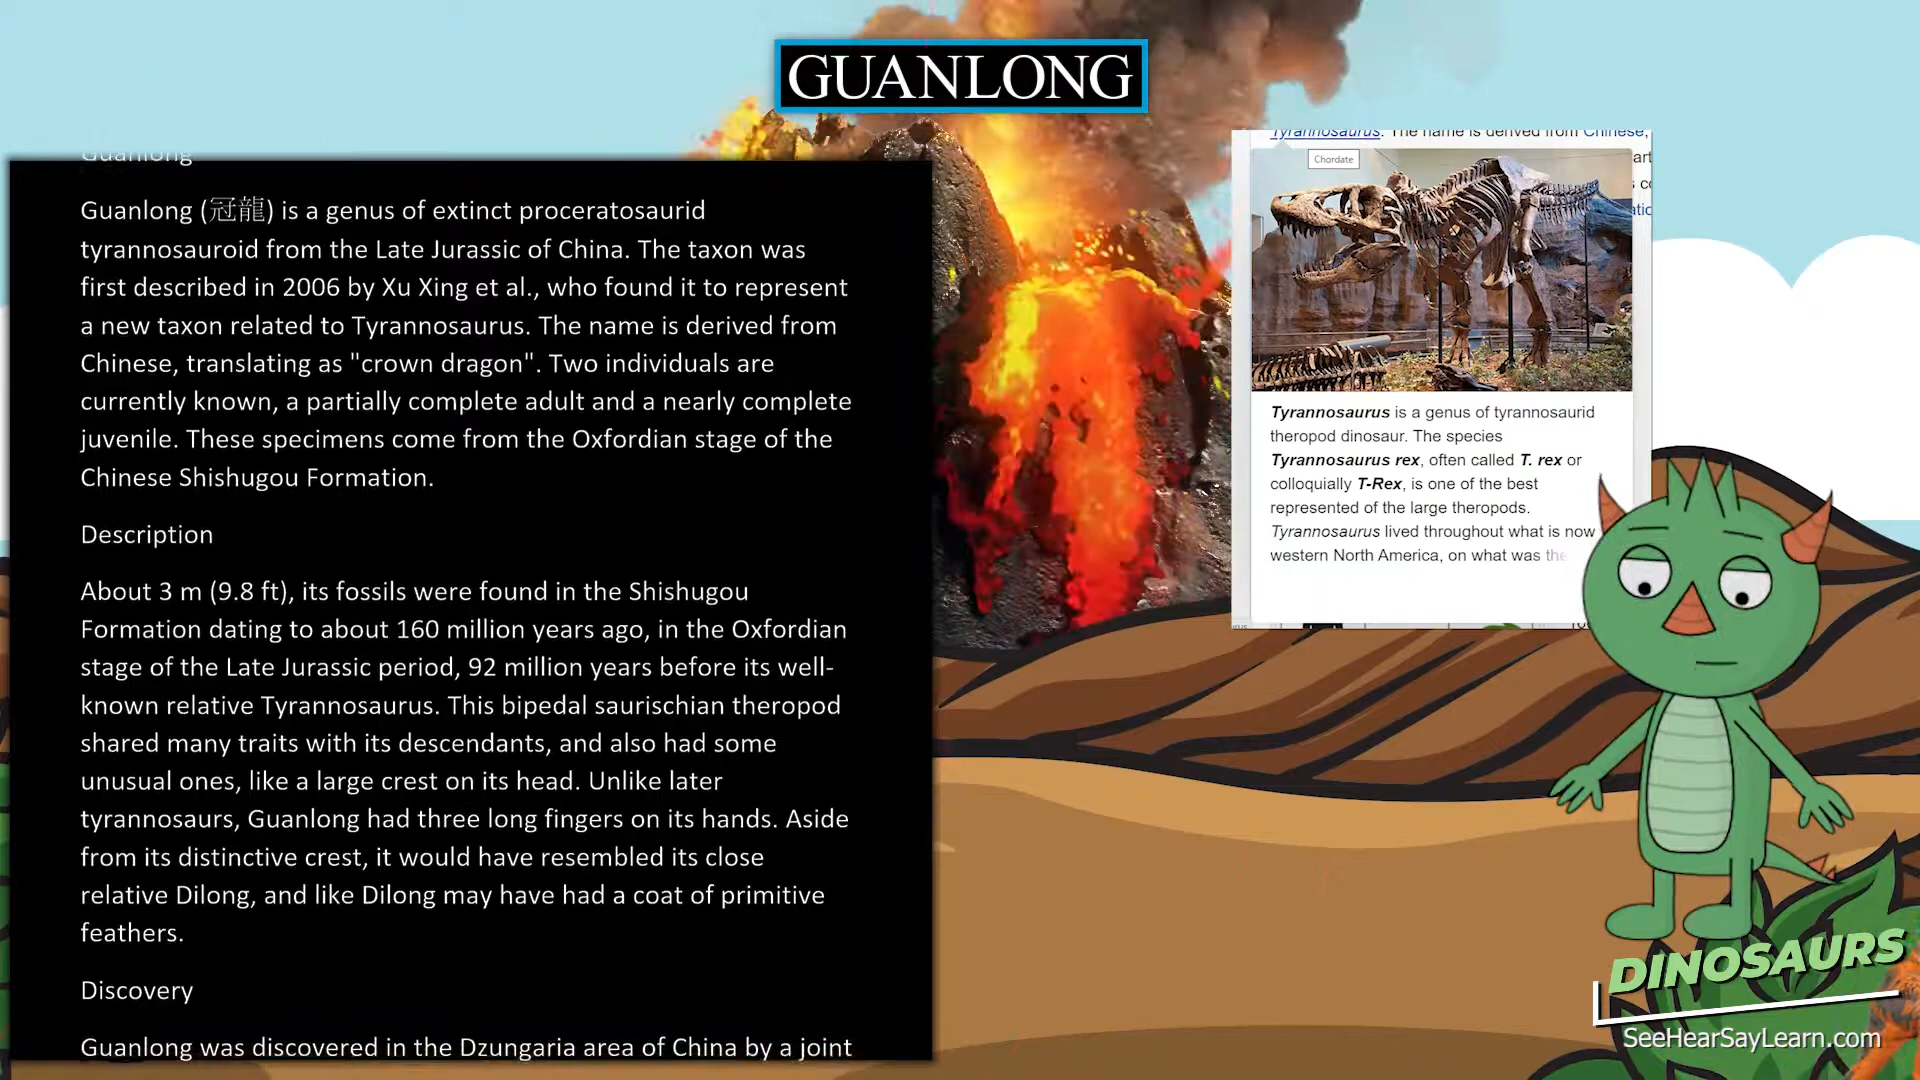 GUANLONG
Guanlong
Guanlong (冠龍) is a genus of extinct proceratosaurid
tyrannosauroid from the Late Jurassic of China. The taxon was
first described in 2006 by Xu Xing et al., who found it to represent
a new taxon related to Tyrannosaurus. The name is derived from
Chinese, translating as "crown dragon". Two individuals are
currently known, a partially complete adult and a nearly complete
juvenile. These specimens come from the Oxfordian stage of the
Chinese Shishugou Formation.
Description
About 3 m (9.8 ft), its fossils were found in the Shishugou
Formation dating to about 160 million years ago, in the Oxfordian
stage of the Late Jurassic period, 92 million years before its well-
known relative Tyrannosaurus. This bipedal saurischian theropod
shared many traits with its descendants, and also had some
unusual ones, like a large crest on its head. Unlike later
tyrannosaurs, Guanlong had three long fingers on its hands. Aside
from its distinctive crest, it would have resembled its close
relative Dilong, and like Dilong may have had a coat of primitive
feathers.
Discovery
Guanlong was discovered in the Dzungaria area of China by a joint
Tyrannosaurus. The name is derived from Chinese,
Chordate
Tyrannosaurus is a genus of tyrannosaurid
theropod dinosaur. The species
Tyrannosaurus rex, often called T. rex or
colloquially T-Rex, is one of the best
represented of the large theropods.
Tyrannosaurus lived throughout what is now
western North America, on what was the
DINOSAURS
SeeHearSayLearn.com